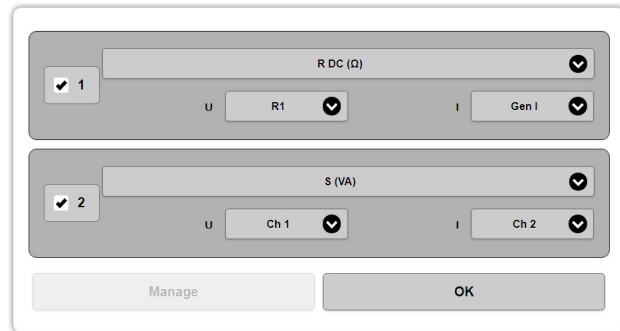 R DC (Ω)
1
U R1 I Gen I
S (VA)
2
U Ch 1 I Ch 2
Manage OK